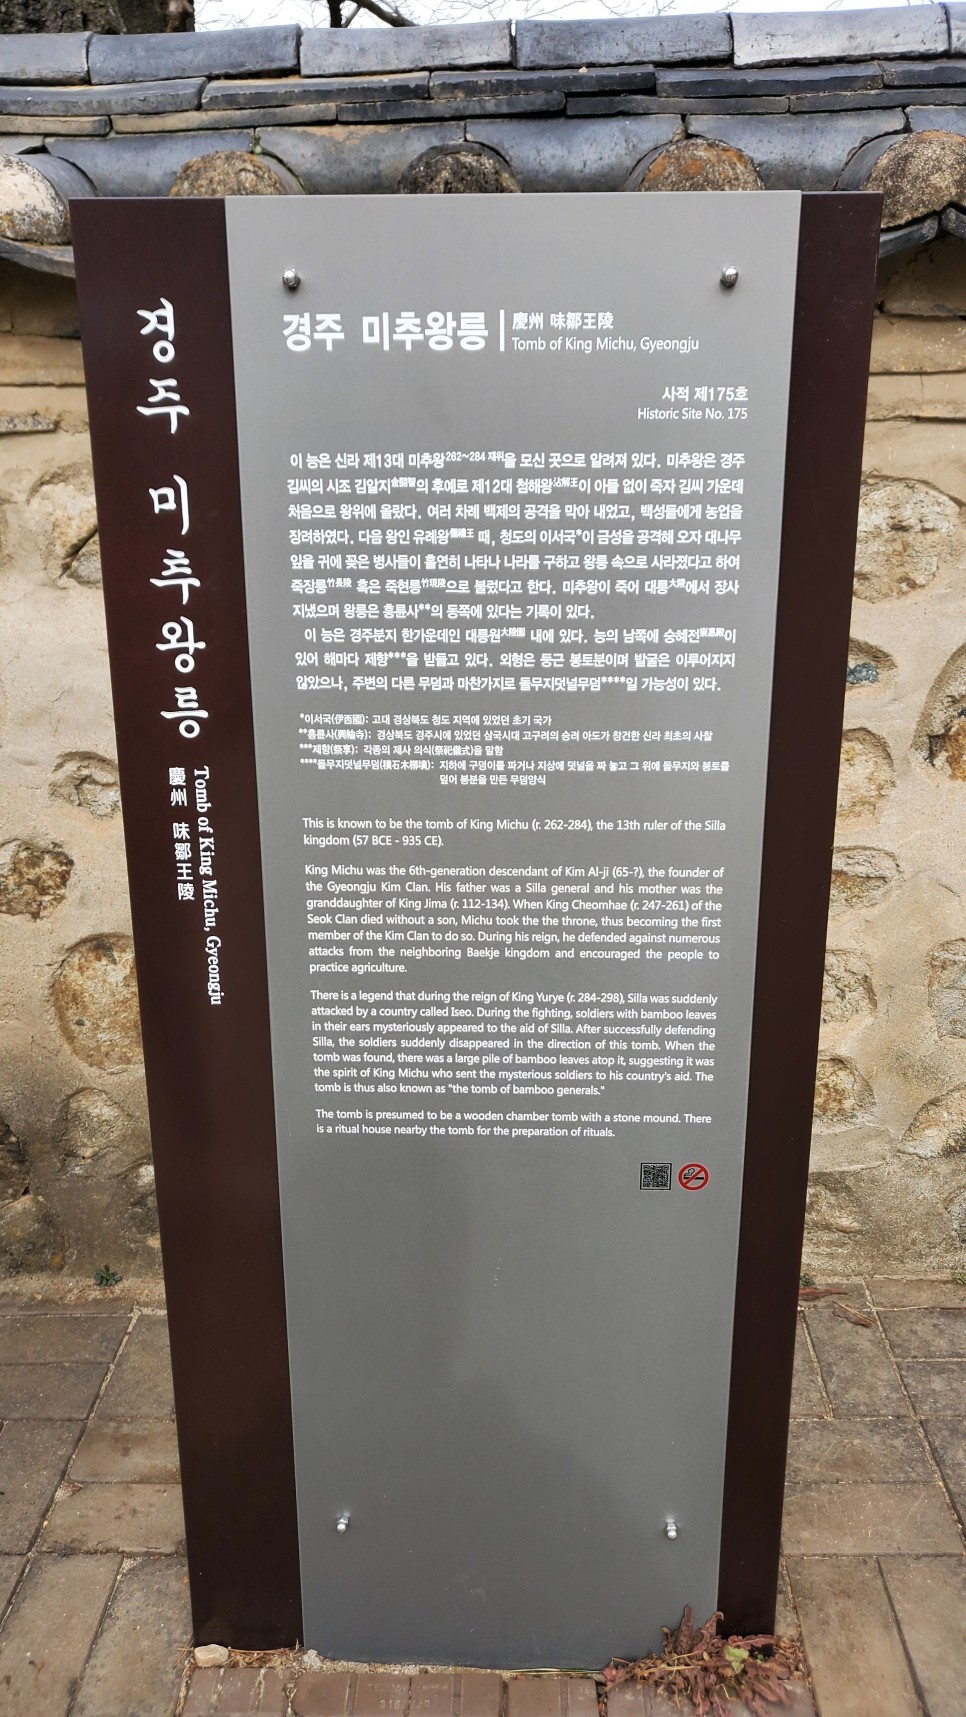 경주 미추왕릉
慶州 味鄒王陵
Tomb of King Michu, Gyeongju
경주 미추왕릉
慶州 味鄒王陵
Tomb of King Michu, Gyeongju
사적 제175호
Historic Site No. 175
이 능은 신라 제13대 미추왕262~284 재위을 모신 곳으로 알려져 있다. 미추왕은 경주
김씨의 시조 김알지金閼智의 후예로 제12대 첨해왕沾解王이 아들 없이 죽자 김씨 가운데
처음으로 왕위에 올랐다. 여러 차례 백제의 공격을 막아 내었고, 백성들에게 농업을
장려하였다. 다음 왕인 유례왕儒禮王 때, 청도의 이서국*이 금성을 공격해 오자 대나무
잎을 귀에 꽂은 병사들이 홀연히 나타나 나라를 구하고 왕릉 속으로 사라졌다고 하여
죽장릉竹長陵 혹은 죽현릉竹現陵으로 불렀다고 한다. 미추왕이 죽어 대릉大陵에서 장사
지냈으며 왕릉은 흥륜사**의 동쪽에 있다는 기록이 있다.
이 능은 경주분지 한가운데인 대릉원大陵園 내에 있다. 능의 남쪽에 숭혜전崇惠殿이
있어 해마다 제향***을 받들고 있다. 외형은 둥근 봉토분이며 발굴은 이루어지지
않았으나, 주변의 다른 무덤과 마찬가지로 돌무지덧널무덤****일 가능성이 있다.
*이서국(伊西國): 고대 경상북도 청도 지역에 있었던 초기 국가
**흥륜사(興輪寺): 경상북도 경주시에 있었던 삼국시대 고구려의 승려 아도가 창건한 신라 최초의 사찰
***제향(祭享): 각종의 제사 의식(祭祀儀式)을 말함
****돌무지덧널무덤(積石木槨墳): 지하에 구덩이를 파거나 지상에 덧널을 짜 놓고 그 위에 돌무지와 봉토를
덮어 봉분을 만든 무덤양식
This is known to be the tomb of King Michu (r. 262-284), the 13th ruler of the Silla
kingdom (57 BCE - 935 CE).
King Michu was the 6th-generation descendant of Kim Al-ji (65-?), the founder of
the Gyeongju Kim Clan. His father was a Silla general and his mother was the
granddaughter of King Jima (r. 112-134). When King Cheomhae (r. 247-261) of the
Seok Clan died without a son, Michu took the the throne, thus becoming the first
member of the Kim Clan to do so. During his reign, he defended against numerous
attacks from the neighboring Baekje kingdom and encouraged the people to
practice agriculture.
There is a legend that during the reign of King Yurye (r. 284-298), Silla was suddenly
attacked by a country called Iseo. During the fighting, soldiers with bamboo leaves
in their ears mysteriously appeared to the aid of Silla. After successfully defending
Silla, the soldiers suddenly disappeared in the direction of this tomb. When the
tomb was found, there was a large pile of bamboo leaves atop it, suggesting it was
the spirit of King Michu who sent the mysterious soldiers to his country's aid. The
tomb is thus also known as "the tomb of bamboo generals."
The tomb is presumed to be a wooden chamber tomb with a stone mound. There
is a ritual house nearby the tomb for the preparation of rituals.